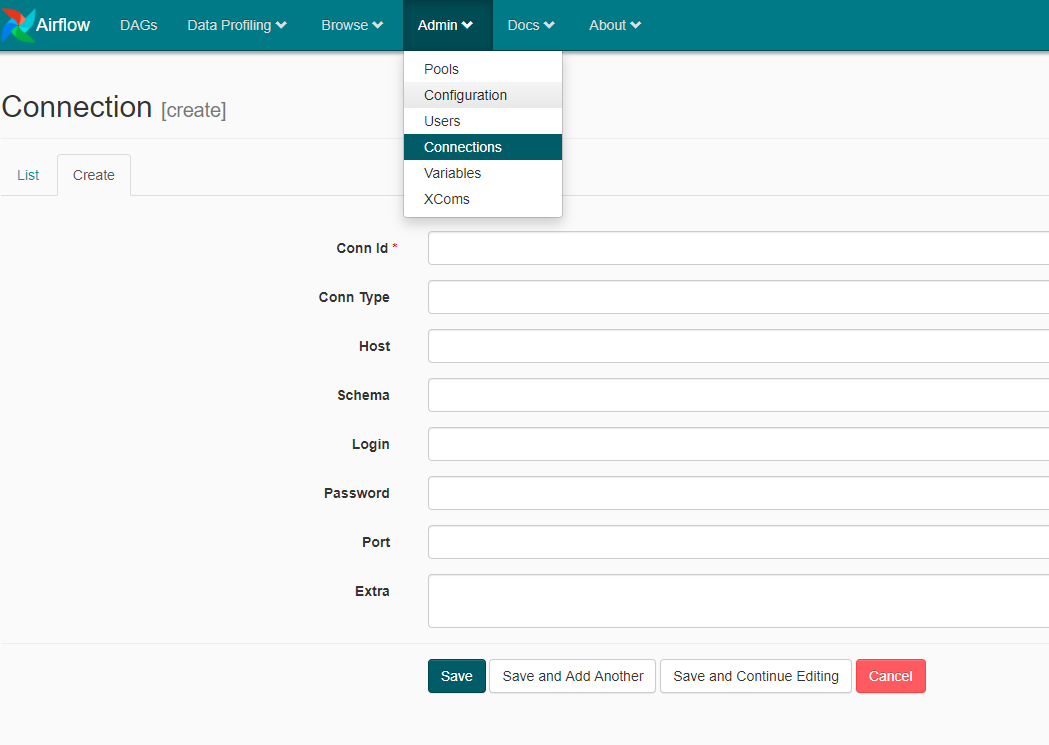 Airflow DAGs Data Profiling Browse Admin Docs About
Pools
Configuration
Users
Connections
Variables
XComs
Connection [create]
List Create
Conn Id *
Conn Type
Host
Schema
Login
Password
Port
Extra
Save Save and Add Another Save and Continue Editing Cancel